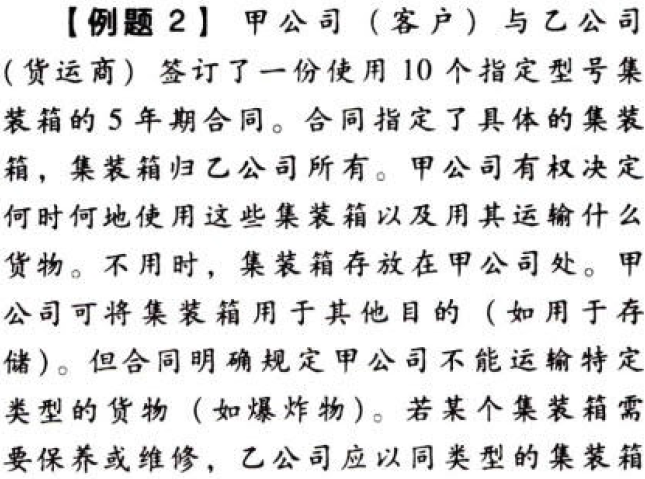 【例题 2】 甲公司（客户）与乙公司
(货运商）签订了一份使用 10 个指定型号集
装箱的 5 年期合同。合同指定了具体的集装
箱，集装箱归乙公司所有。甲公司有权决定
何时何地使用这些集装箱以及用其运输什么
货物。不用时，集装箱存放在甲公司处。甲
公司可将集装箱用于其他目的（如用于存
储)。但合同明确规定甲公司不能运输特定
类型的货物（如爆炸物)。若某个集装箱需
要保养或维修，乙公司应以同类型的集装箱